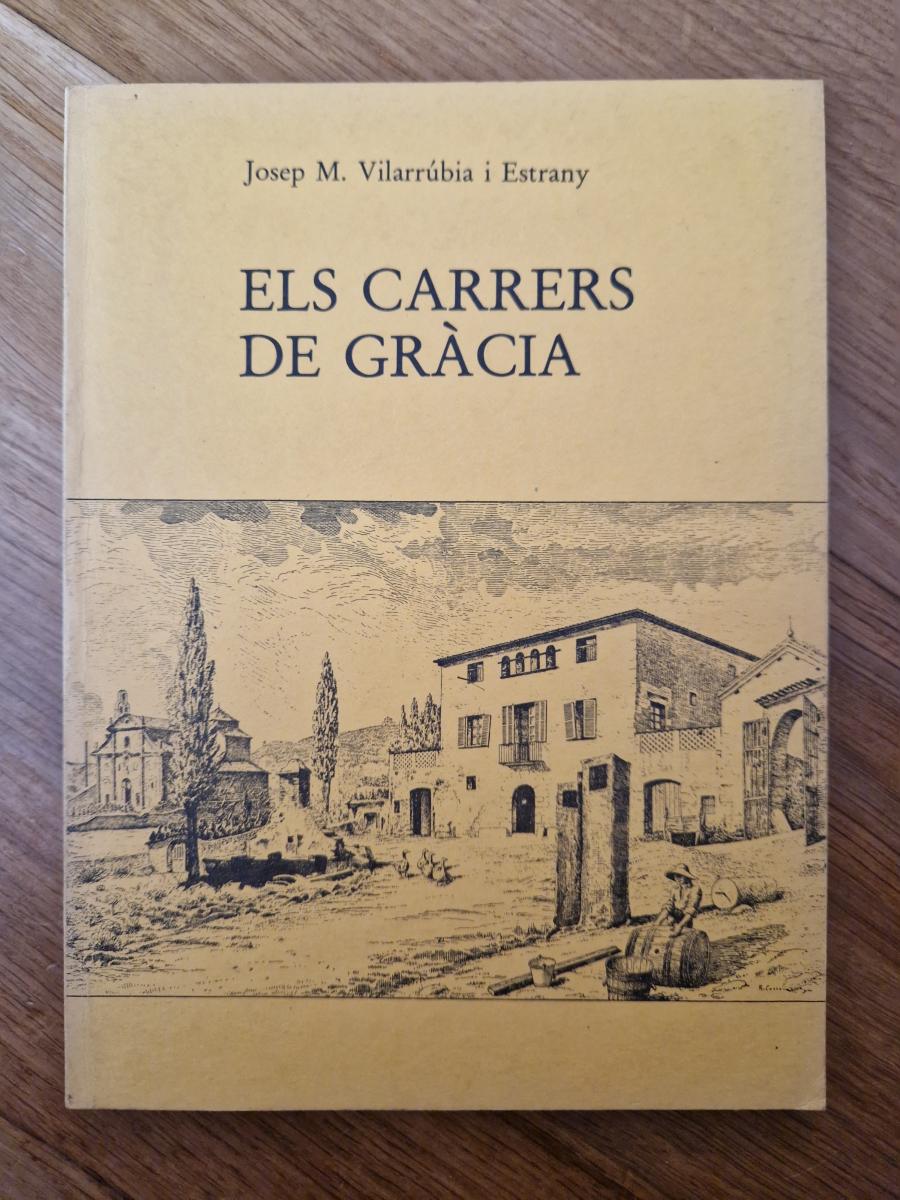 Josep M. Vilarrúbia i Estrany
ELS CARRERS
DE GRÀCIA